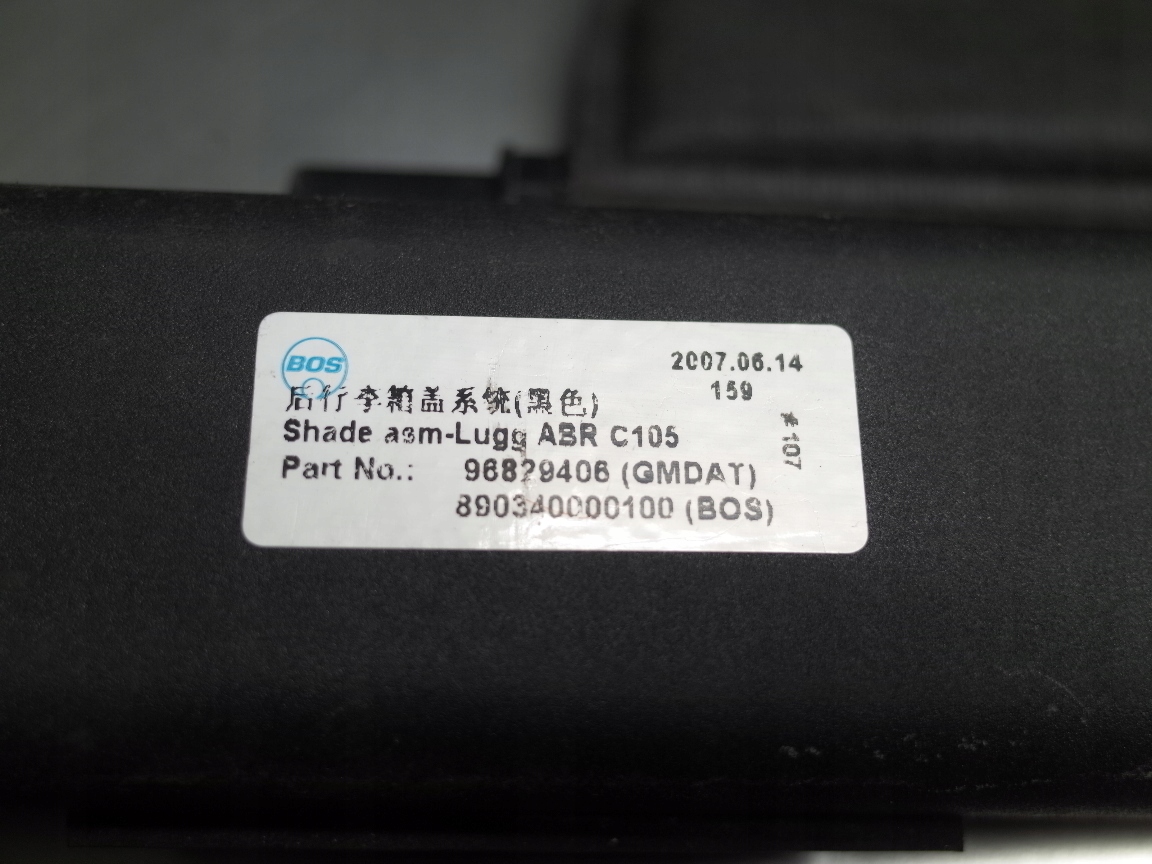 BOS
2007.06.14
159
后行李箱盖系统(黑色)
Shade asm-Lugg ABR C105
#107
Part No.: 96829406 (GMDAT)
890340000100 (BOS)